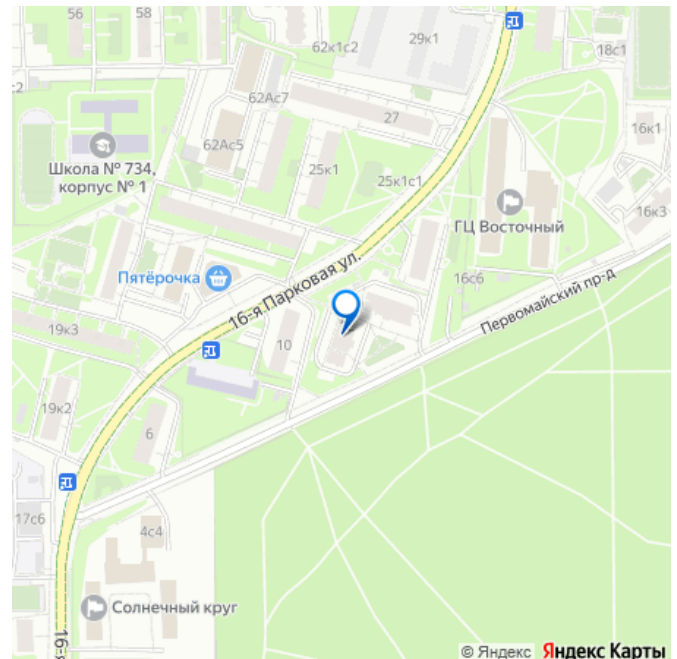 56
58
62к1с2
29к1
18с1
с2
62Ас7
27
16к1
62Ас5
Школа № 734,
корпус № 1
25к1
25к1с1
ГЦ Восточный
16к3
16с6
Пятёрочка
16-я Парковая ул.
Первомайский пр-д
19к3
10
19к2
6
17с6
4с4
Солнечный круг
16-я
© Яндекс Яндекс Карты